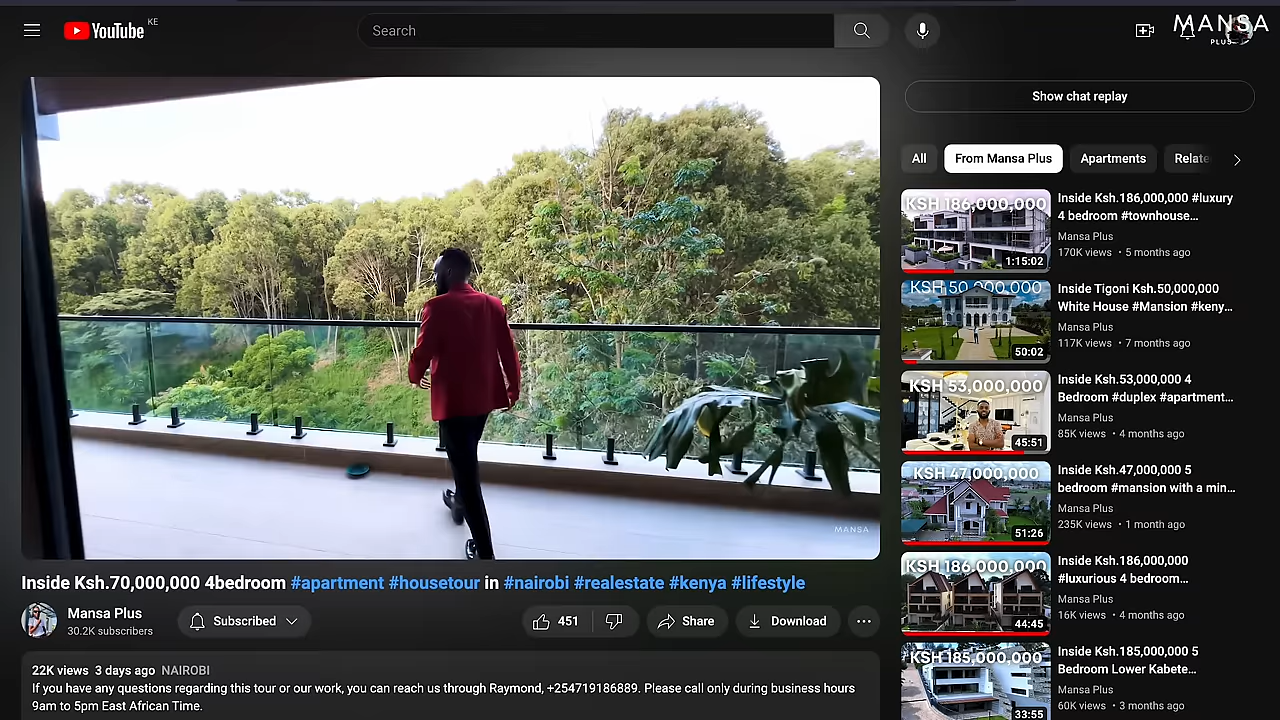 YouTube KE
Search
MANSA
PLUS
MANSA
Inside Ksh.70,000,000 4bedroom #apartment #housetour in #nairobi #realestate #kenya #lifestyle
Mansa Plus
30.2K subscribers
Subscribed
451
Share
Download
22K views 3 days ago NAIROBI
If you have any questions regarding the tour or our work, you can reach us through Raymond, +254719186889. Please call only during business hours
9am to 5pm East African Time.
Show chat replay
All
From Mansa Plus
Apartments
Relate
KSH 186,000,000
1:15:02
Inside Ksh.186,000,000 #luxury
4 bedroom #townhouse...
Mansa Plus
170K views • 5 months ago
KSH 50,000,000
50:02
Inside Tigoni Ksh.50,000,000
White House #Mansion #keny...
Mansa Plus
117K views • 7 months ago
KSH 53,000,000
45:51
Inside Ksh.53,000,000 4
Bedroom #duplex #apartment...
Mansa Plus
85K views • 4 months ago
KSH 47,000,000
51:26
Inside Ksh.47,000,000 5
bedroom #mansion with a min...
Mansa Plus
235K views • 1 month ago
KSH 186,000,000
44:45
Inside Ksh.186,000,000
#luxurious 4 bedroom...
Mansa Plus
16K views • 4 months ago
KSH 185,000,000
33:55
Inside Ksh.185,000,000 5
Bedroom Lower Kabete...
Mansa Plus
60K views • 3 months ago